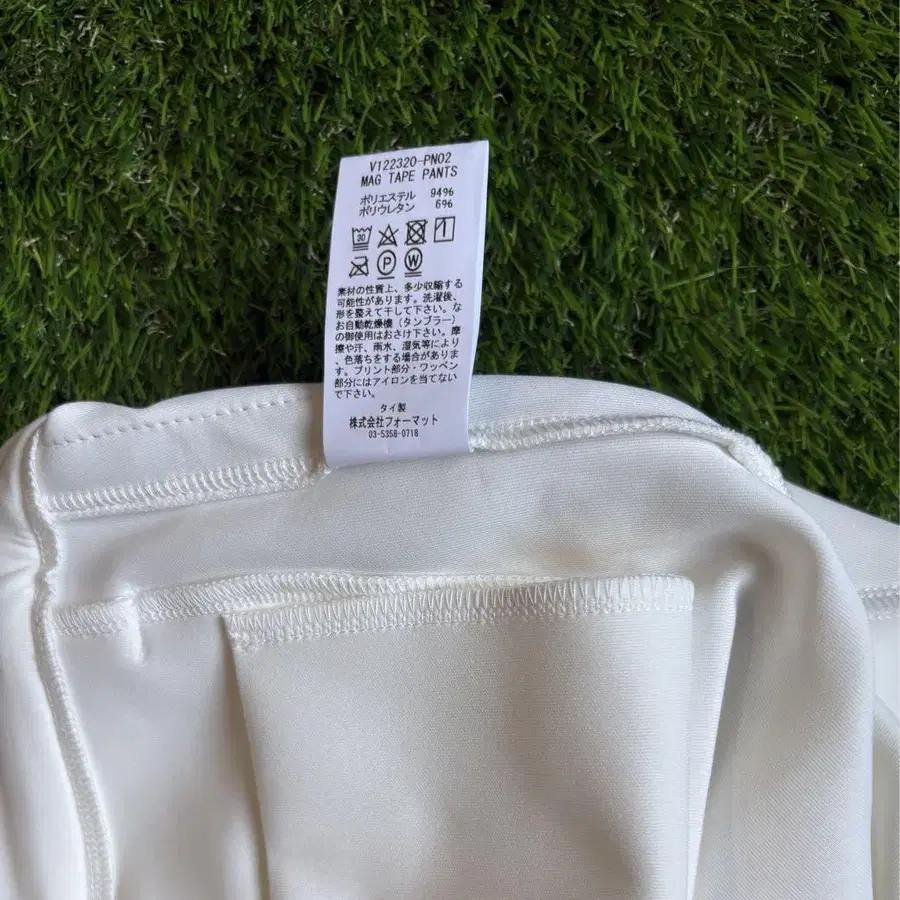 V122320-PN02
MAG TAPE PANTS
ポリエステル 94%
ポリウレタン 6%
30
P W
素材の性質上、多少収縮する
可能性があります。洗濯後、
形を整えて干して下さい。な
お自動乾燥機（タンブラー）
の御使用はおさけ下さい。摩
擦や汗、雨水、湿気等により
、色落ちをする場合がありま
す。プリント部分・ワッペン
部分にはアイロンを当てない
で下さい。
タイ製
株式会社フォーマット
03-5358-0718